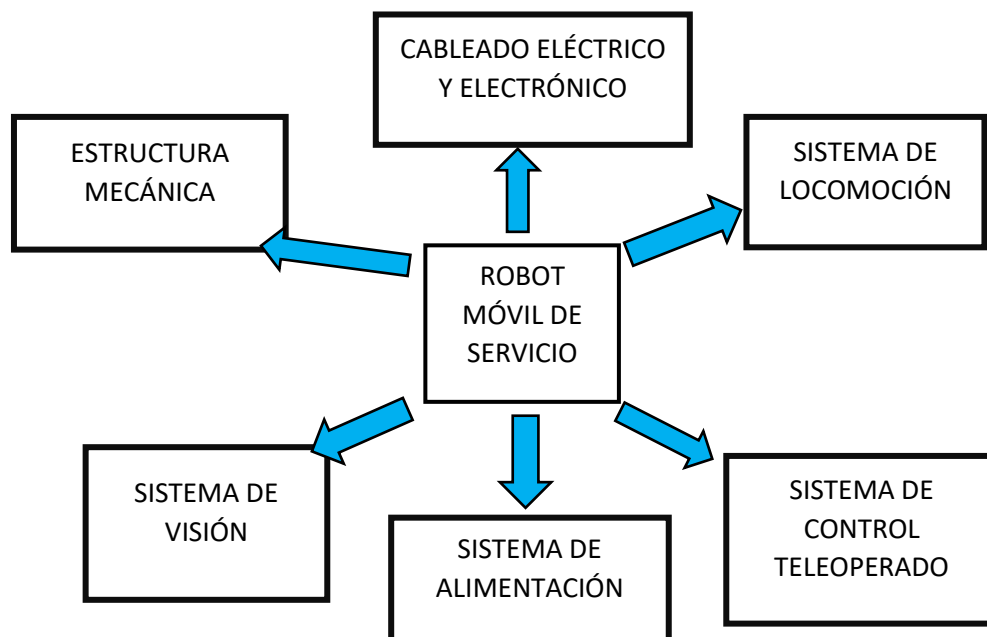 CABLEADO ELÉCTRICO
Y ELECTRÓNICO
ESTRUCTURA
MECÁNICA
SISTEMA DE
LOCOMOCIÓN
ROBOT
MÓVIL DE
SERVICIO
SISTEMA DE
VISIÓN
SISTEMA DE
ALIMENTACIÓN
SISTEMA DE
CONTROL
TELEOPERADO